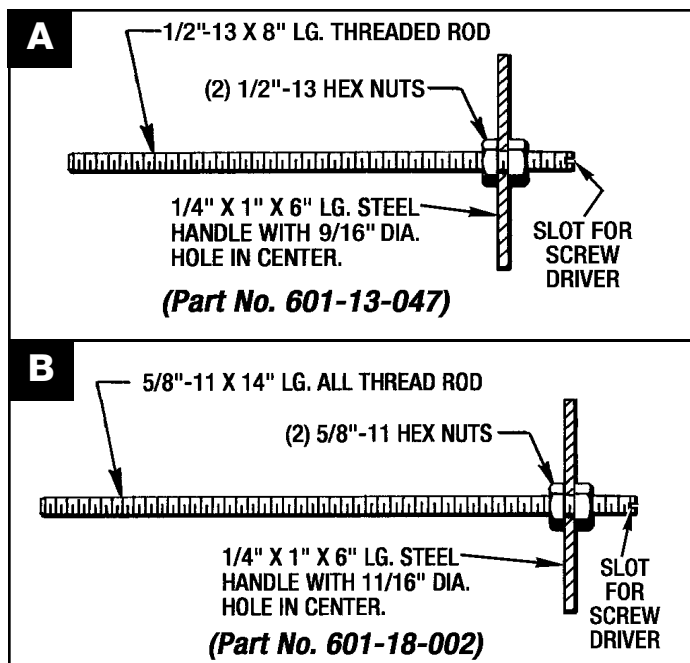 A
1/2"-13 X 8" LG. THREADED ROD
(2) 1/2"-13 HEX NUTS
1/4" X 1" X 6" LG. STEEL
HANDLE WITH 9/16" DIA.
HOLE IN CENTER.
SLOT FOR
SCREW
DRIVER
(Part No. 601-13-047)
B
5/8"-11 X 14" LG. ALL THREAD ROD
(2) 5/8"-11 HEX NUTS
1/4" X 1" X 6" LG. STEEL
HANDLE WITH 11/16" DIA.
HOLE IN CENTER.
SLOT
FOR
SCREW
DRIVER
(Part No. 601-18-002)